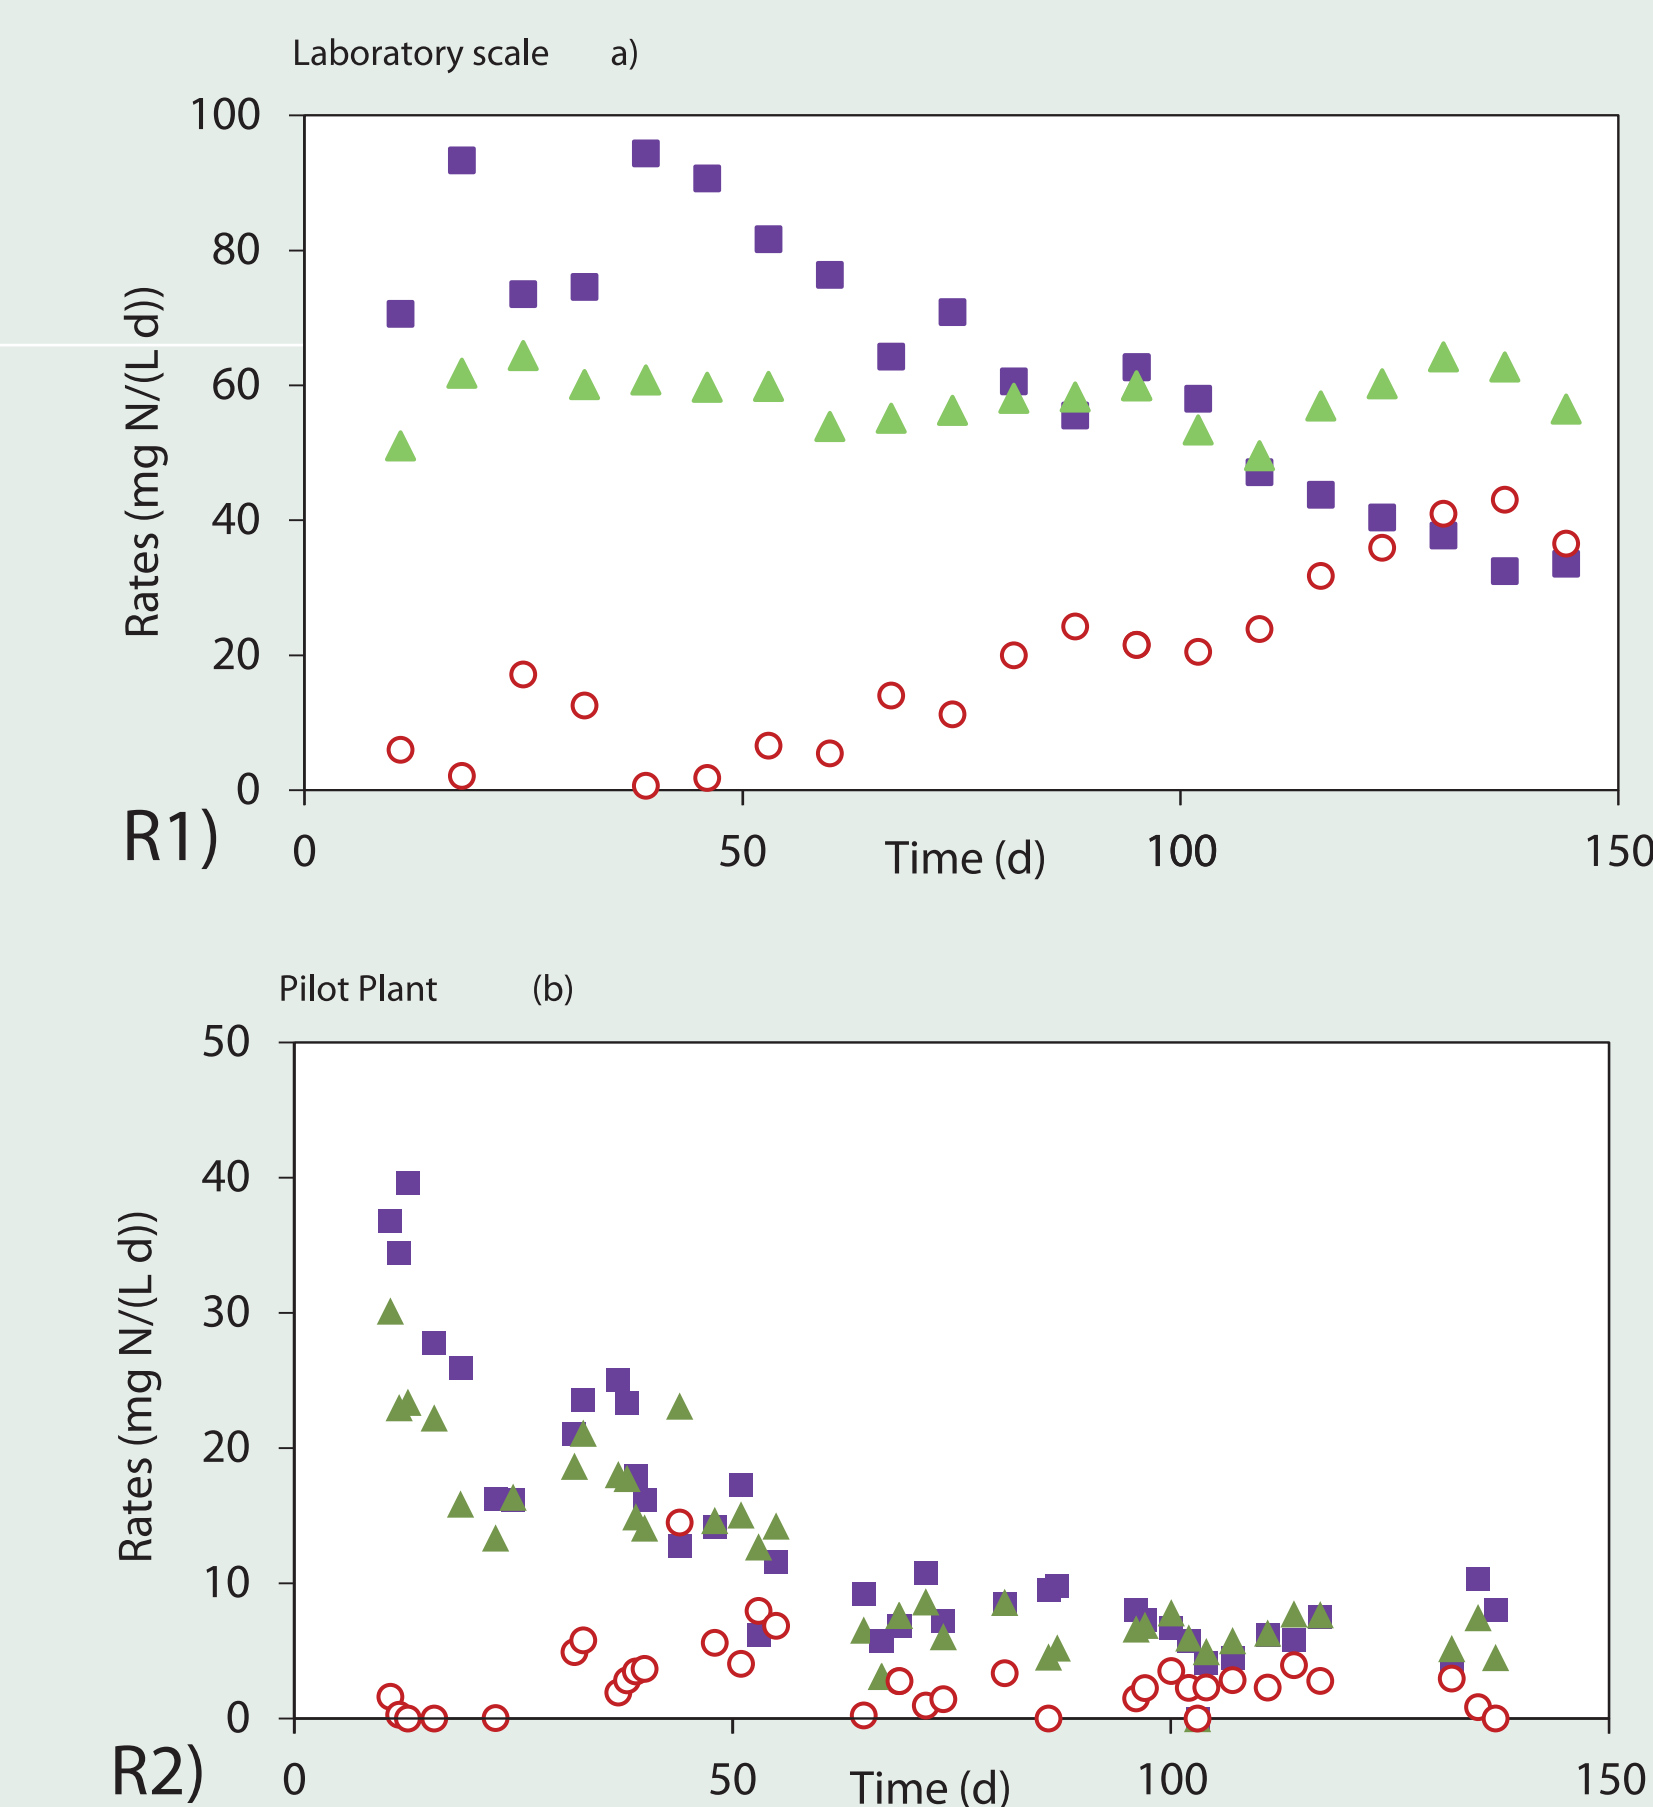 Laboratory scale a)
100
80
60
40
20
0
Rates (mg N/(L d))
R1)
0 50 Time (d) 100 150
Pilot Plant (b)
50
40
30
20
10
0
Rates (mg N/(L d))
R2)
0 50 Time (d) 100 150